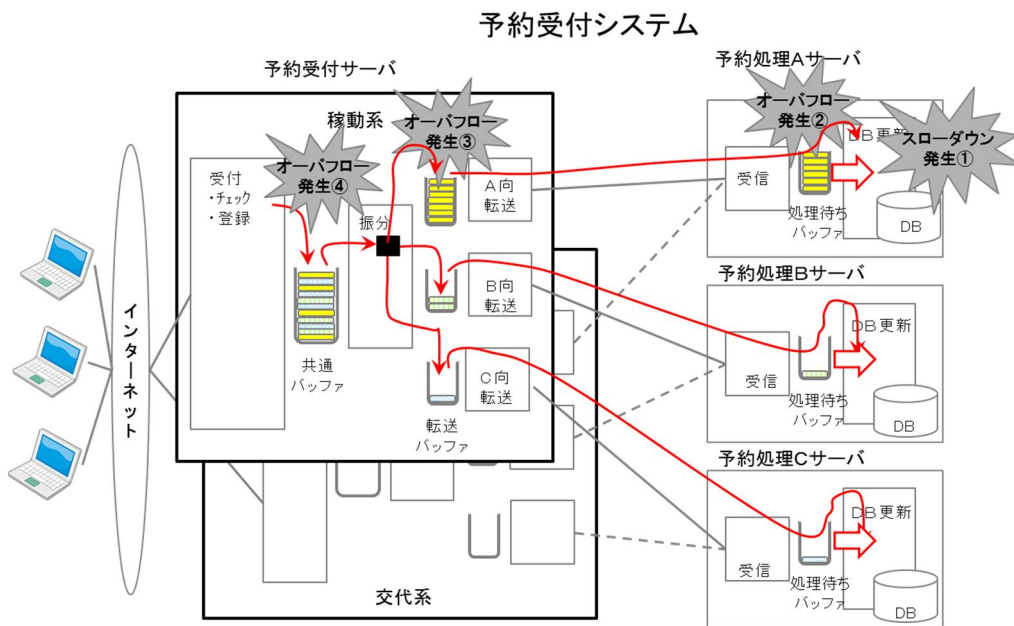 予約受付システム
予約受付サーバ
稼動系
オーバフロー
発生③
オーバフロー
発生④
受付
・チェック
・登録
振分
A向
転送
B向
転送
C向
転送
共通
バッファ
転送
バッファ
インターネット
交代系
予約処理Aサーバ
オーバフロー
発生②
DB更新
スローダウン
発生①
受信
処理待ち
バッファ
DB
予約処理Bサーバ
DB更新
受信
処理待ち
バッファ
DB
予約処理Cサーバ
DB更新
受信
処理待ち
バッファ
DB